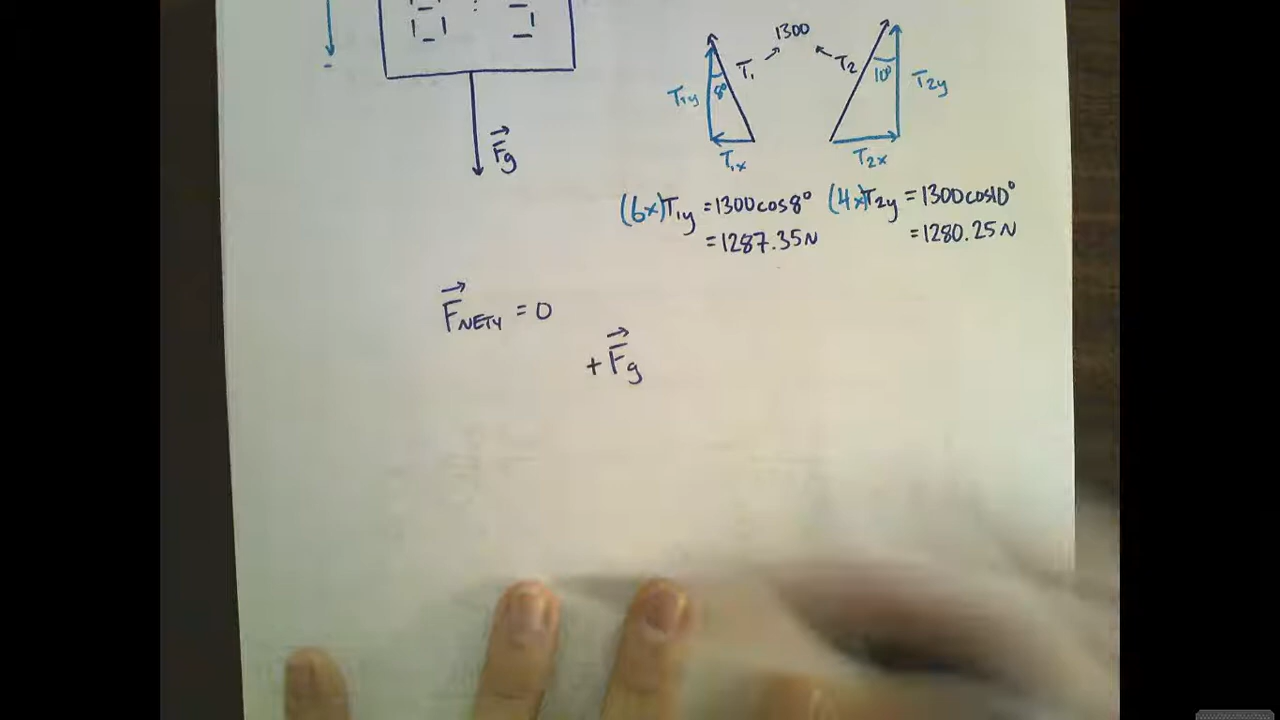 1300
T₁ T₂
8° 10°
T₁y T₂y
T₁x T₂x
F⃗g
(6x)T₁y = 1300cos8° (4x)T₂y = 1300cos10°
= 1287.35N = 1280.25N
F⃗NETy = 0
+ F⃗g